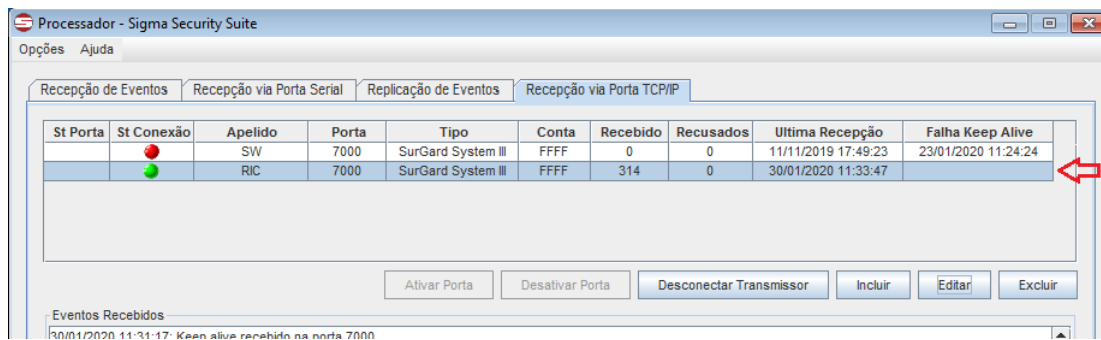 Processador - Sigma Security Suite
Opções Ajuda
Recepção de Eventos Recepção via Porta Serial Replicação de Eventos Recepção via Porta TCP/IP
St Porta St Conexão Apelido Porta Tipo Conta Recebido Recusados Ultima Recepção Falha Keep Alive
SW 7000 SurGard System III FFFF 0 0 11/11/2019 17:49:23 23/01/2020 11:24:24
RIC 7000 SurGard System III FFFF 314 0 30/01/2020 11:33:47
Ativar Porta Desativar Porta Desconectar Transmissor Incluir Editar Excluir
Eventos Recebidos
30/01/2020 11:31:17: Keep alive recebido na porta 7000